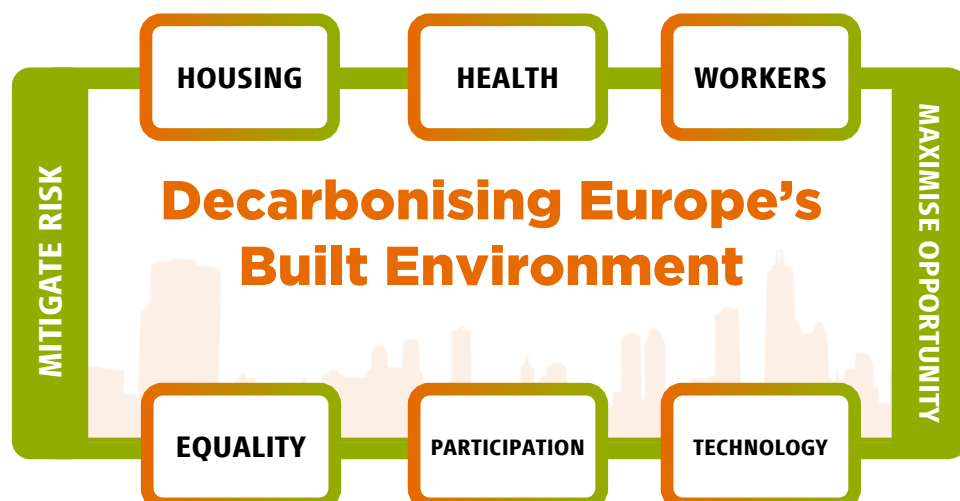 HOUSING
HEALTH
WORKERS
MITIGATE RISK
Decarbonising Europe’s
Built Environment
MAXIMISE OPPORTUNITY
EQUALITY
PARTICIPATION
TECHNOLOGY